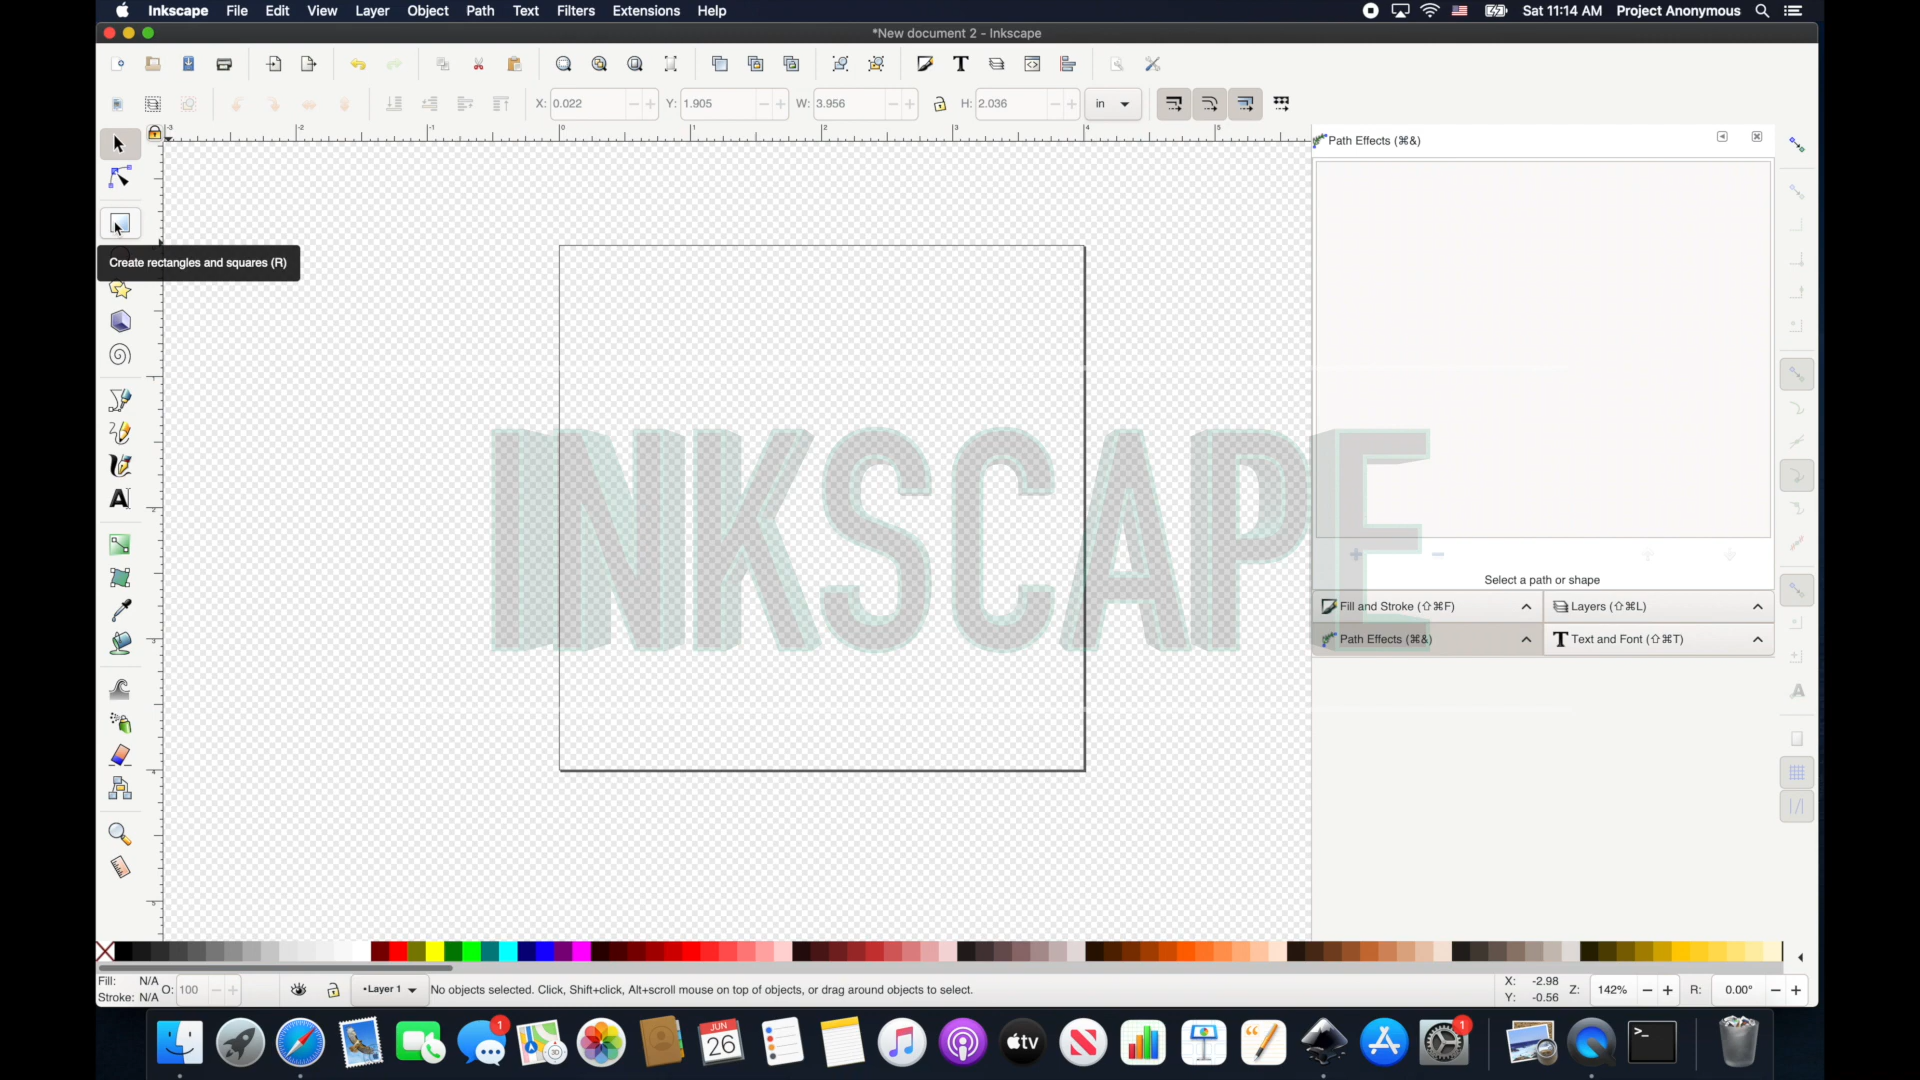 Inkscape File Edit View Layer Object Path Text Filters Extensions Help
Sat 11:14 AM Project Anonymous
*New document 2 - Inkscape
X: 0.022 Y: 1.905 W: 3.956 H: 2.036 in
Path Effects (⌘&)
Create rectangles and squares (R)
INKSCAPE
Select a path or shape
Fill and Stroke (⇧⌘F)
Layers (⇧⌘L)
Path Effects (⌘&)
Text and Font (⇧⌘T)
Fill: N/A
Stroke: N/A
O: 100
•Layer 1
No objects selected. Click, Shift+click, Alt+scroll mouse on top of objects, or drag around objects to select.
X: -2.98
Y: -0.56
Z: 142%
R: 0.00°
1
JUN
26
3D
tv
1